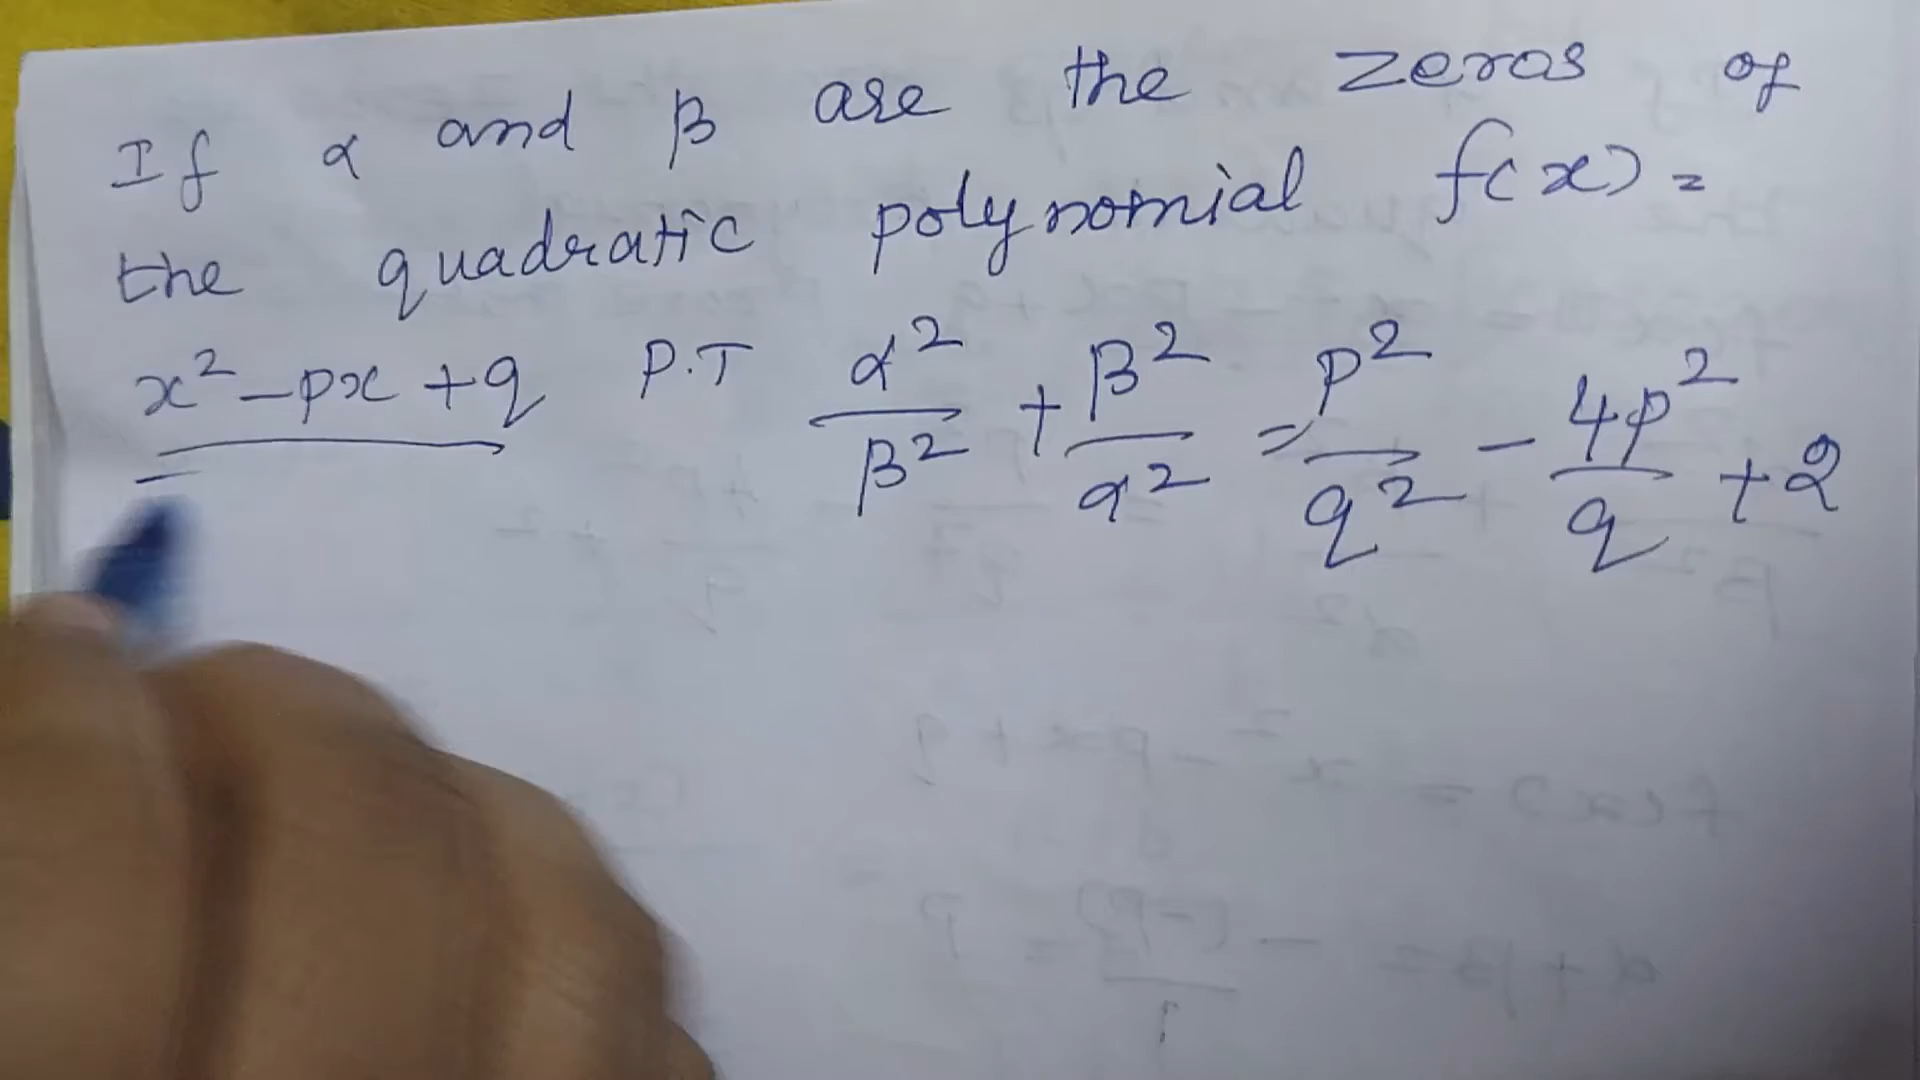 If α and β are the zeros of
the quadratic polynomial f(x) =
x² - px + q P.T α²/β² + β²/α² = p²/q² - 4p²/q + 2